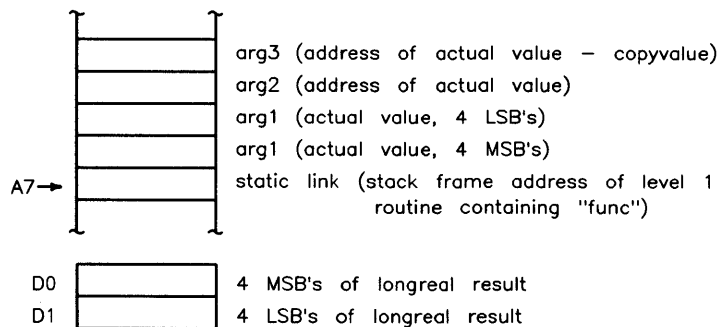 arg3 (address of actual value – copyvalue)
arg2 (address of actual value)
arg1 (actual value, 4 LSB's)
arg1 (actual value, 4 MSB's)
A7→ static link (stack frame address of level 1
routine containing "func")
D0 4 MSB's of longreal result
D1 4 LSB's of longreal result